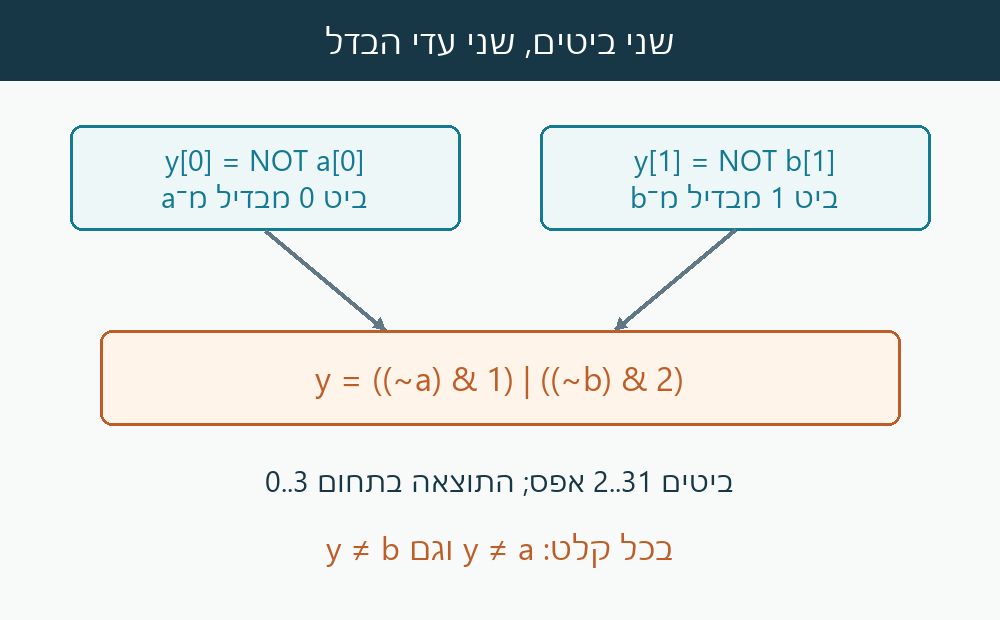 שני ביטים, שני עדי הבדל
y[0] = NOT a[0]
ביט 0 מבדיל מ־a
y[1] = NOT b[1]
ביט 1 מבדיל מ־b
y = ((~a) & 1) | ((~b) & 2)
ביטים 2..31 אפס; התוצאה בתחום 0..3
בכל קלט: y ≠ a וגם y ≠ b